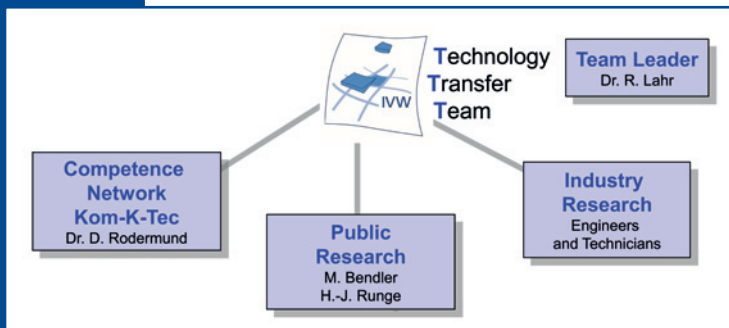 IVW
Technology
Transfer
Team
Team Leader
Dr. R. Lahr
Competence
Network
Kom-K-Tec
Dr. D. Rodermund
Public
Research
M. Bendler
H.-J. Runge
Industry
Research
Engineers
and Technicians